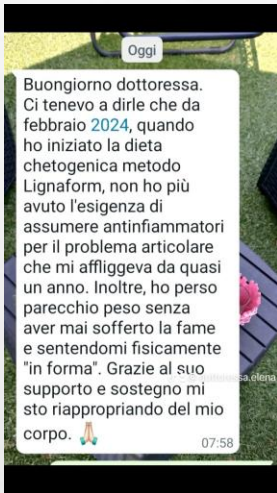 Oggi
Buongiorno dottoressa.
Ci tenevo a dirle che da
febbraio 2024, quando
ho iniziato la dieta
chetogenica metodo
Lignaform, non ho più
avuto l'esigenza di
assumere antinfiammatori
per il problema articolare
che mi affliggeva da quasi
un anno. Inoltre, ho perso
parecchio peso senza
aver mai sofferto la fame
e sentendomi fisicamente
"in forma". Grazie al suo
supporto e sostegno mi
sto riappropriando del mio
corpo. 🙏🏻
07:58